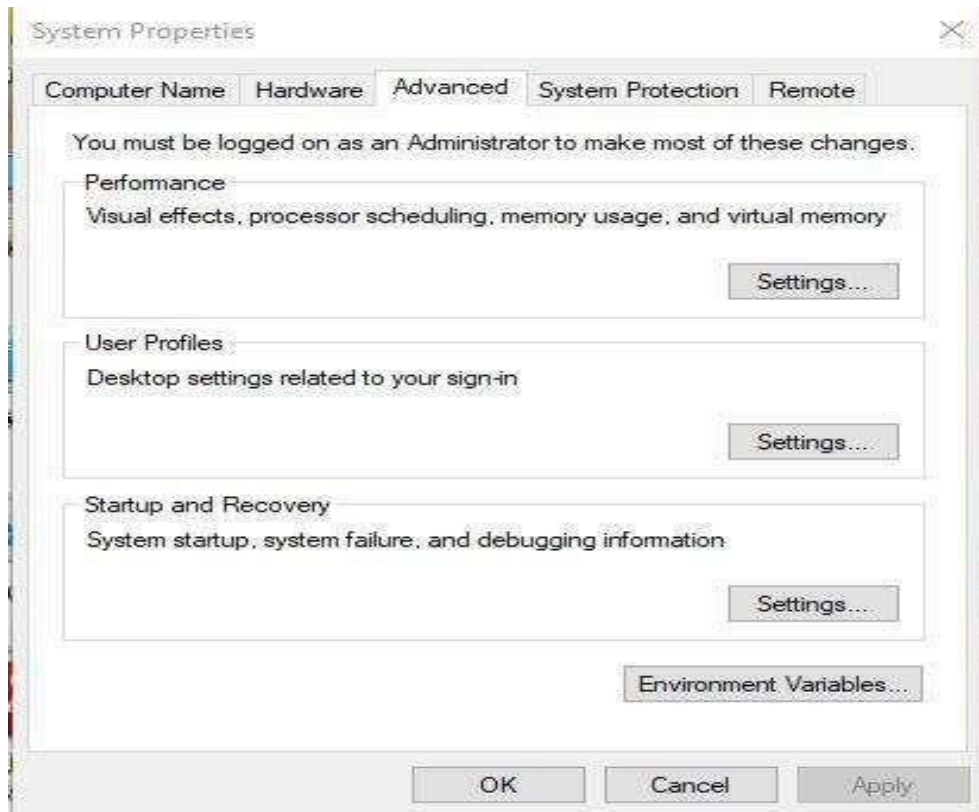 System Properties
Computer Name Hardware Advanced System Protection Remote
You must be logged on as an Administrator to make most of these changes.
Performance
Visual effects, processor scheduling, memory usage, and virtual memory
Settings...
User Profiles
Desktop settings related to your sign-in
Settings...
Startup and Recovery
System startup, system failure, and debugging information
Settings...
Environment Variables...
OK Cancel Apply